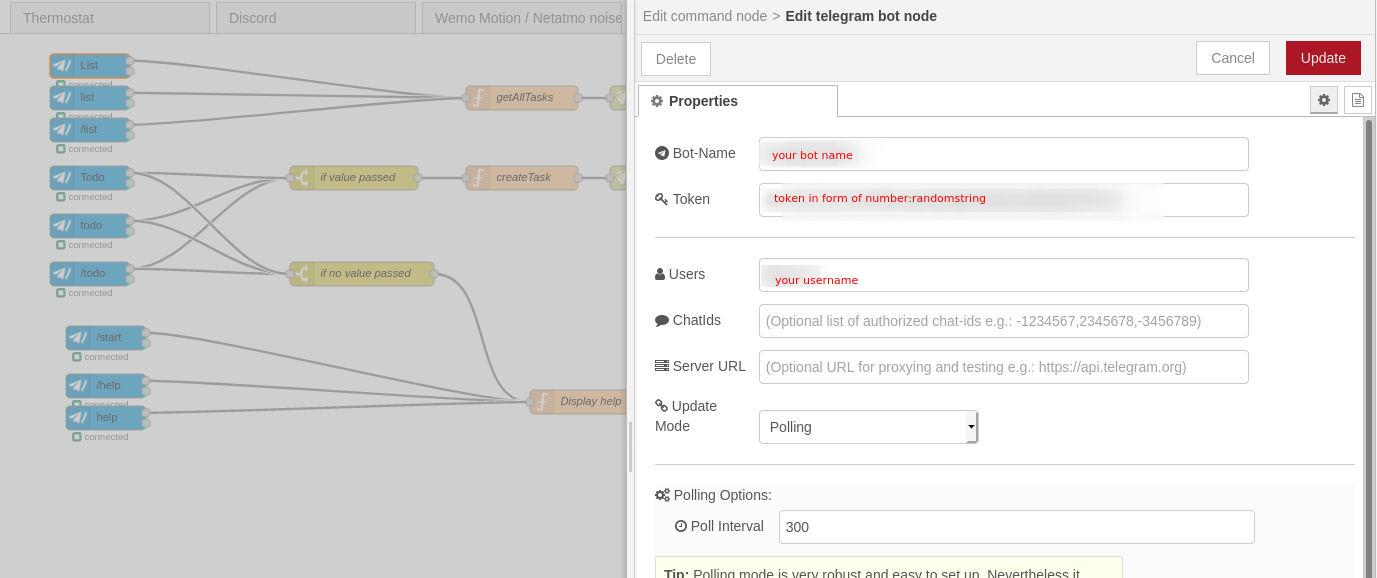 Thermostat
Discord
Wemo Motion / Netatmo noise
List
connected
list
connected
/list
connected
Todo
connected
todo
connected
/todo
connected
/start
connected
/help
connected
help
connected
getAllTasks
if value passed
createTask
if no value passed
Display help
Edit command node > Edit telegram bot node
Delete
Cancel
Update
Properties
Bot-Name
your bot name
Token
token in form of number:randomstring
Users
your username
ChatIds
(Optional list of authorized chat-ids e.g.: -1234567,2345678,-3456789)
Server URL
(Optional URL for proxying and testing e.g.: https://api.telegram.org)
Update
Mode
Polling
Polling Options:
Poll Interval
300
Tip: Polling mode is very robust and easy to set up. Nevertheless it